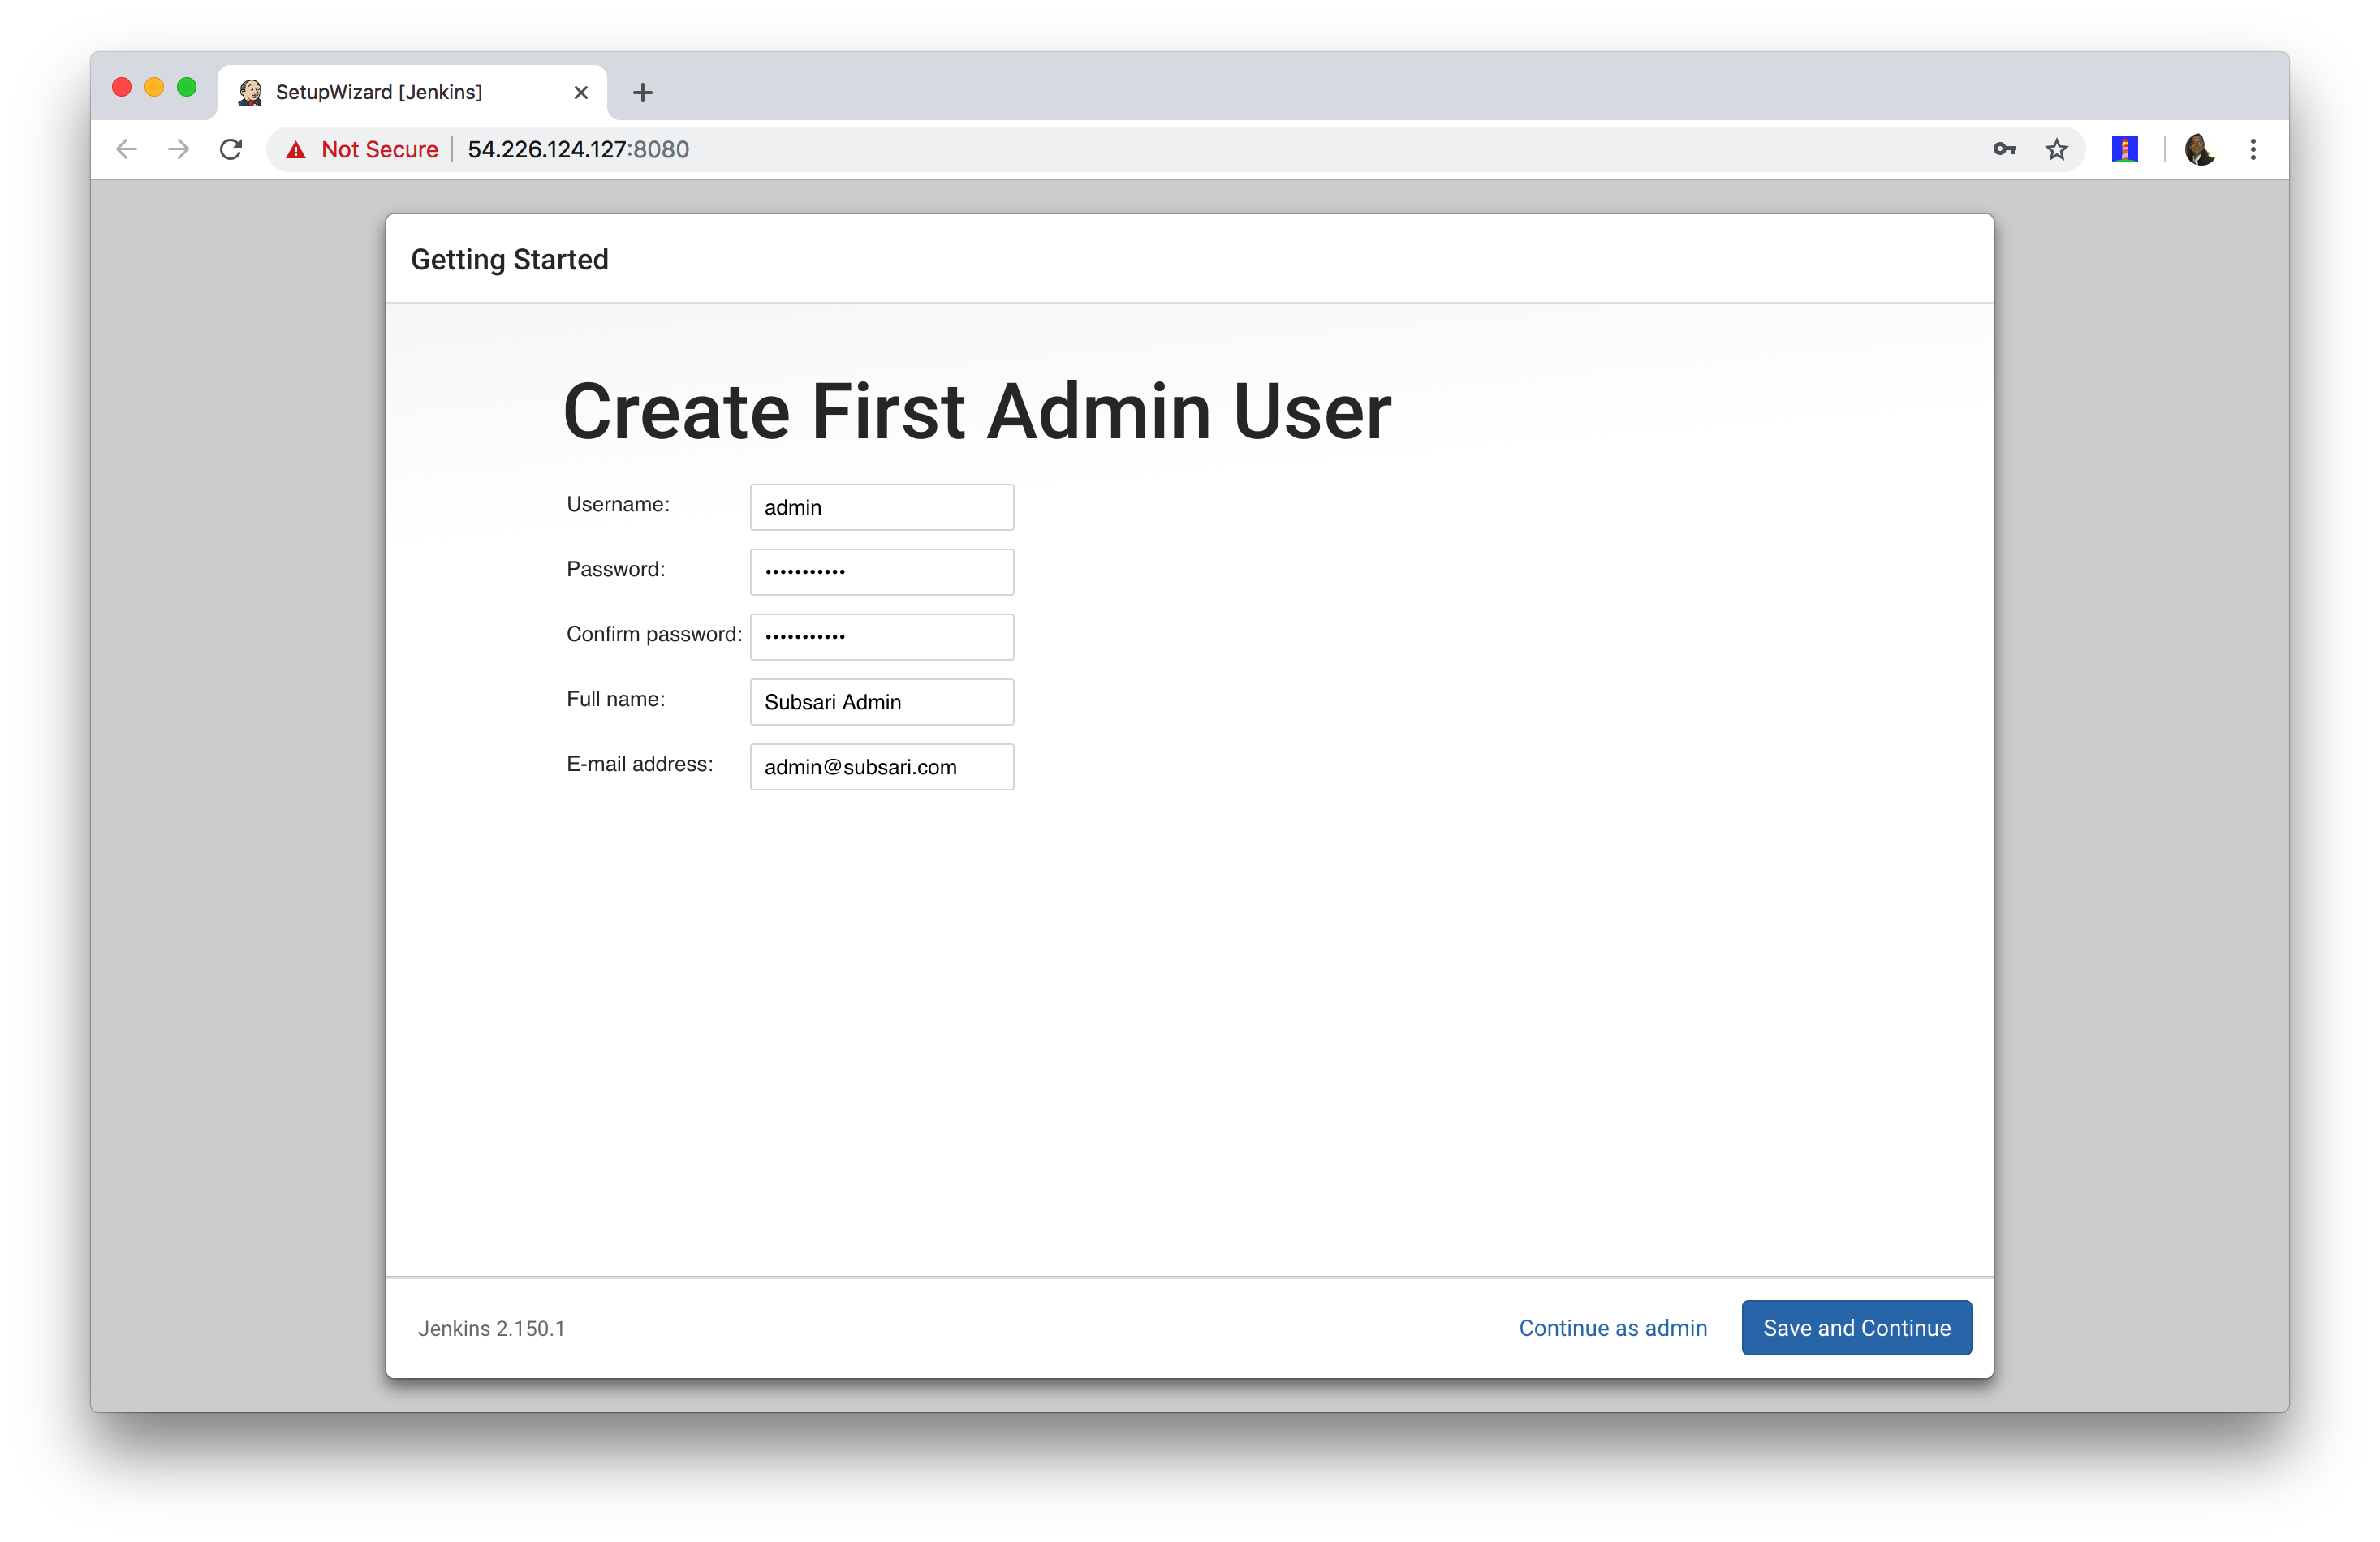 SetupWizard [Jenkins]
Not Secure 54.226.124.127:8080
Getting Started
Create First Admin User
Username: admin
Password: •••••••••••
Confirm password: •••••••••••
Full name: Subsari Admin
E-mail address: admin@subsari.com
Jenkins 2.150.1 Continue as admin Save and Continue